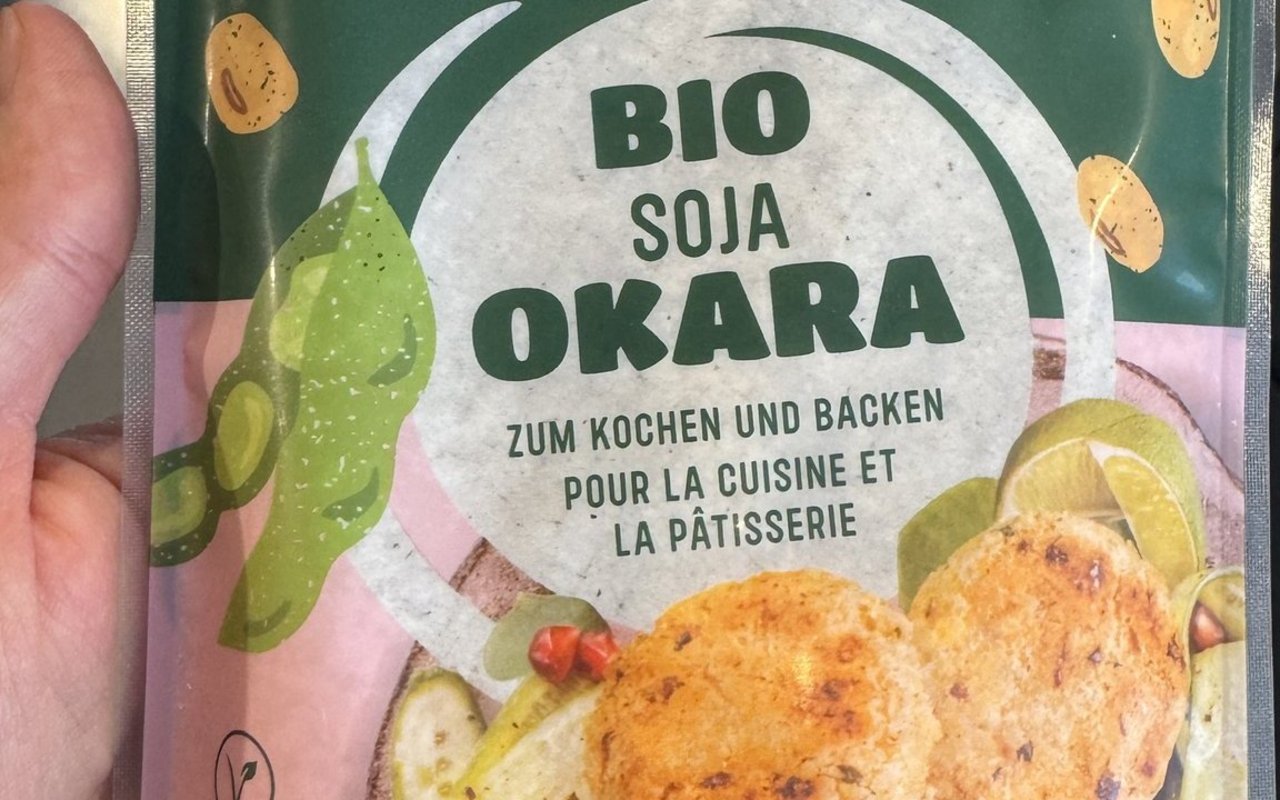 BIO
SOJA
OKARA
ZUM KOCHEN UND BACKEN
POUR LA CUISINE ET
LA PÂTISSERIE